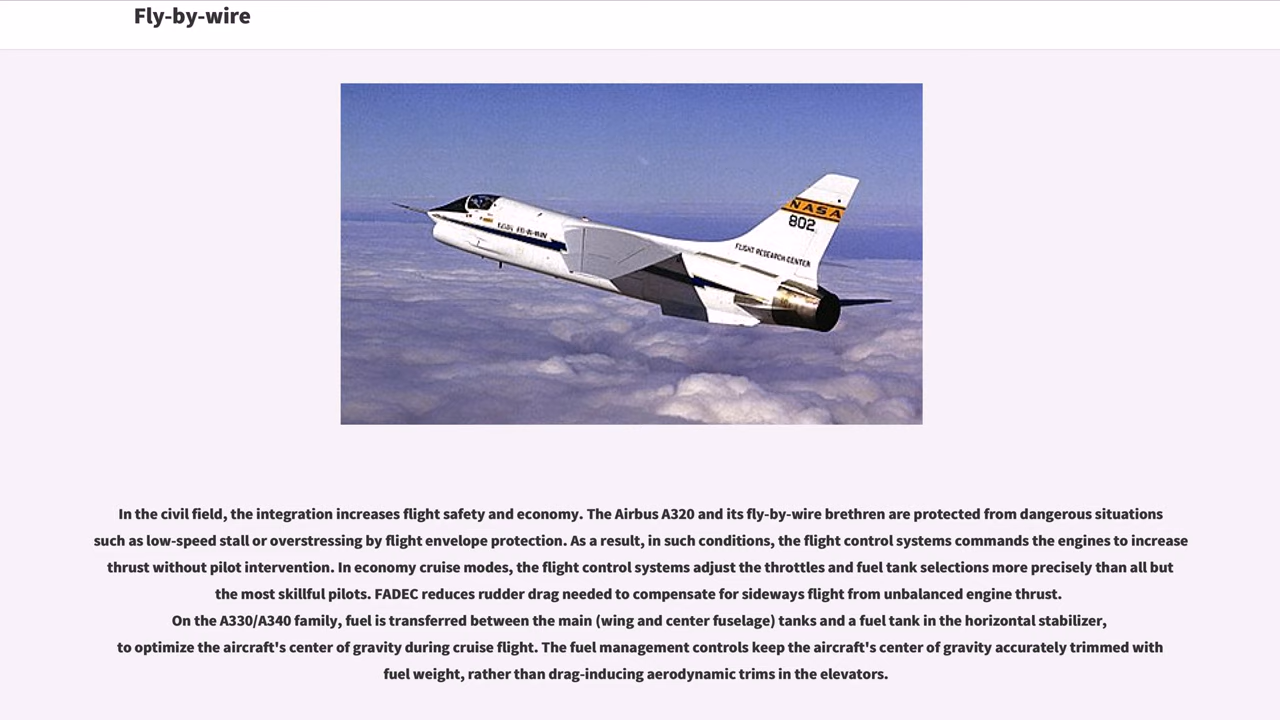 Fly-by-wire
NASA
802
FLIGHT RESEARCH CENTER
In the civil field, the integration increases flight safety and economy. The Airbus A320 and its fly-by-wire brethren are protected from dangerous situations
such as low-speed stall or overstressing by flight envelope protection. As a result, in such conditions, the flight control systems commands the engines to increase
thrust without pilot intervention. In economy cruise modes, the flight control systems adjust the throttles and fuel tank selections more precisely than all but
the most skillful pilots. FADEC reduces rudder drag needed to compensate for sideways flight from unbalanced engine thrust.
On the A330/A340 family, fuel is transferred between the main (wing and center fuselage) tanks and a fuel tank in the horizontal stabilizer,
to optimize the aircraft's center of gravity during cruise flight. The fuel management controls keep the aircraft's center of gravity accurately trimmed with
fuel weight, rather than drag-inducing aerodynamic trims in the elevators.